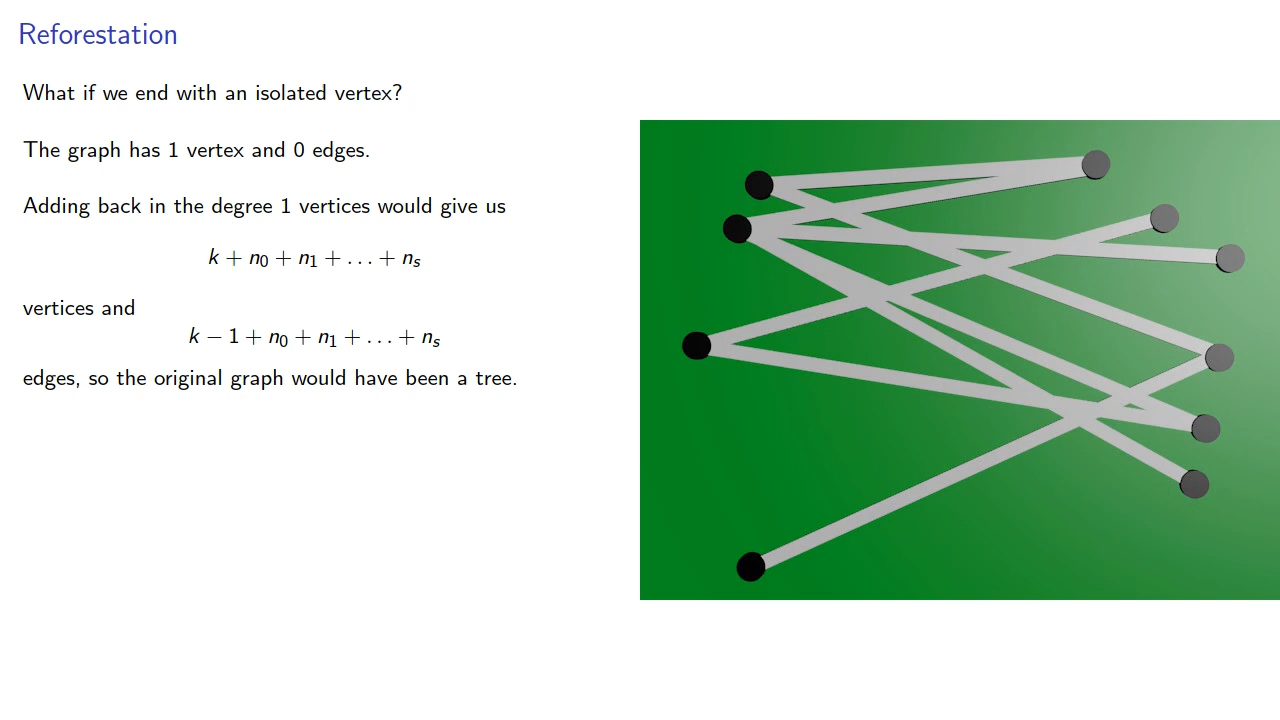 Reforestation
What if we end with an isolated vertex?
The graph has 1 vertex and 0 edges.
Adding back in the degree 1 vertices would give us
k + n₀ + n₁ + … + nₛ
vertices and
k − 1 + n₀ + n₁ + … + nₛ
edges, so the original graph would have been a tree.